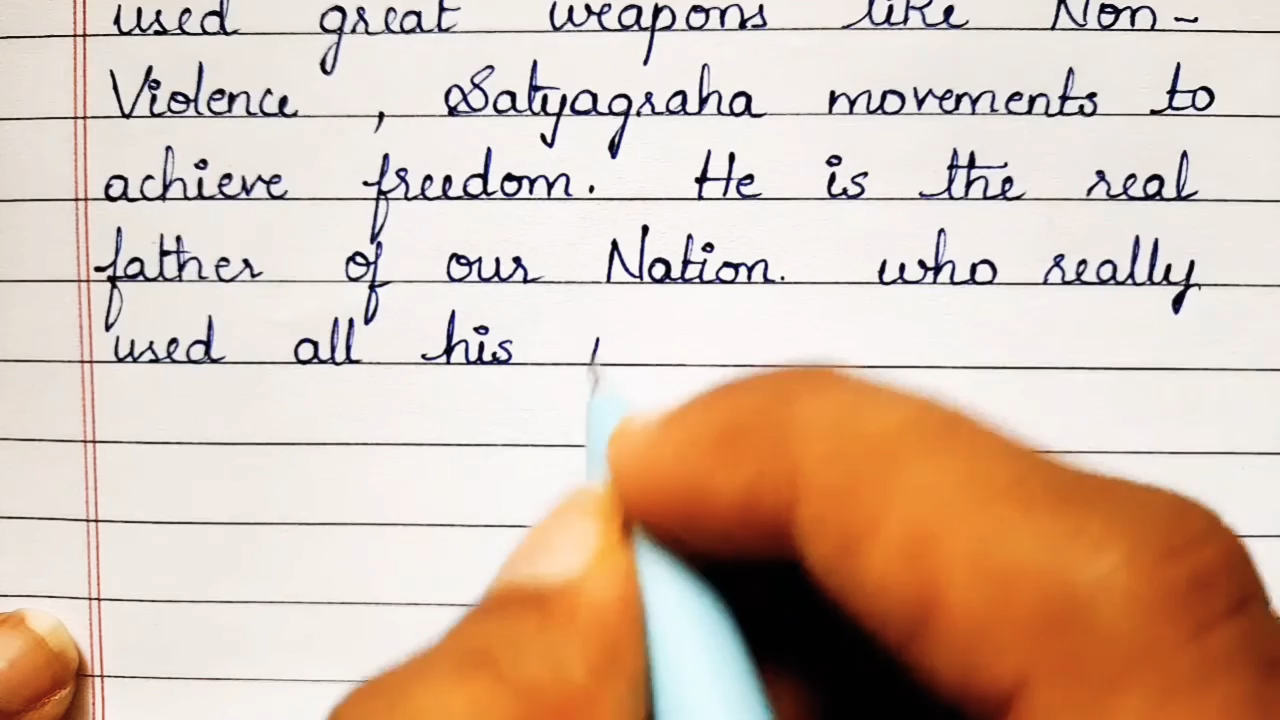 used great weapons like Non-
Violence , Satyagraha movements to
achieve freedom. He is the real
father of our Nation. who really
used all his